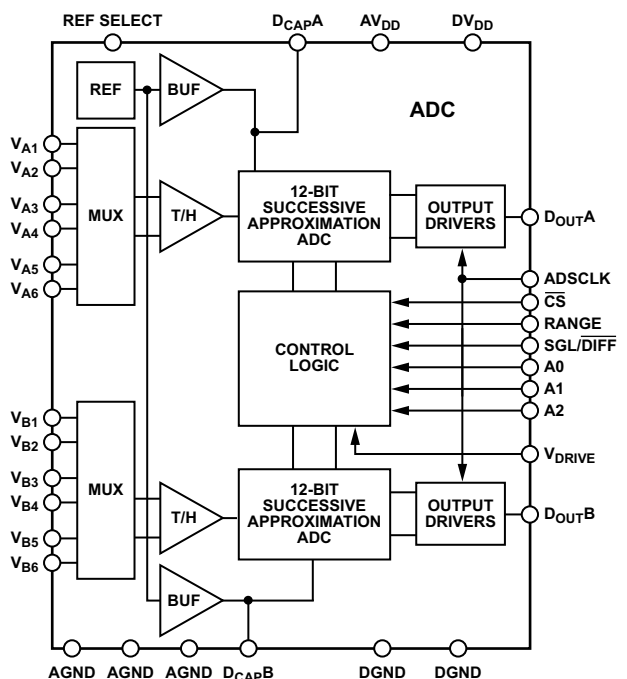 REF SELECT
DCAPA
AVDD
DVDD
REF
BUF
ADC
VA1
VA2
VA3
VA4
VA5
VA6
MUX
T/H
12-BIT
SUCCESSIVE
APPROXIMATION
ADC
OUTPUT
DRIVERS
DOUTA
ADSCLK
CS
RANGE
SGL/DIFF
A0
A1
A2
CONTROL
LOGIC
VDRIVE
VB1
VB2
VB3
VB4
VB5
VB6
MUX
T/H
12-BIT
SUCCESSIVE
APPROXIMATION
ADC
OUTPUT
DRIVERS
DOUTB
BUF
AGND
AGND
AGND
DCAPB
DGND
DGND